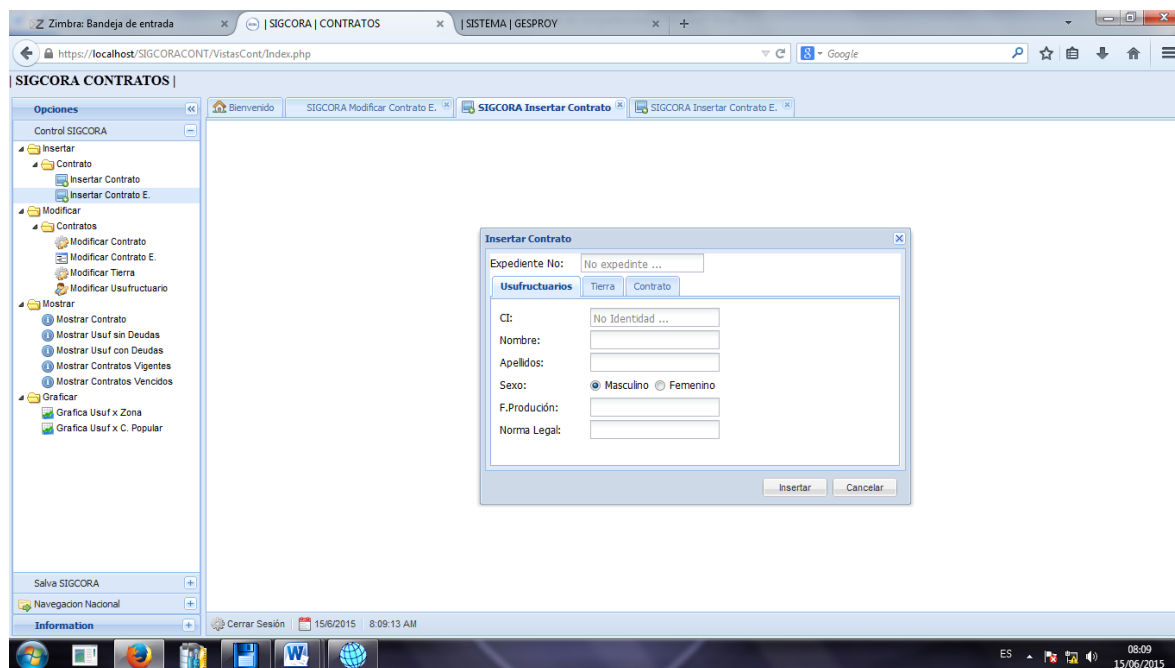 Zimbra: Bandeja de entrada
| SIGCORA | CONTRATOS
| SISTEMA | GESPROY
https://localhost/SIGCORACONT/VistasCont/Index.php
Google
| SIGCORA CONTRATOS |
Opciones
Control SIGCORA
Insertar
Contrato
Insertar Contrato
Insertar Contrato E.
Modificar
Contratos
Modificar Contrato
Modificar Contrato E.
Modificar Tierra
Modificar Usufructuario
Mostrar
Mostrar Contrato
Mostrar Usuf sin Deudas
Mostrar Usuf con Deudas
Mostrar Contratos Vigentes
Mostrar Contratos Vencidos
Graficar
Grafica Usuf x Zona
Grafica Usuf x C. Popular
Salva SIGCORA
Navegacion Nacional
Information
Bienvenido
SIGCORA Modificar Contrato E.
SIGCORA Insertar Contrato
SIGCORA Insertar Contrato E.
Insertar Contrato
Expediente No: No expedinte ...
Usufructuarios Tierra Contrato
CI: No Identidad ...
Nombre:
Apellidos:
Sexo: Masculino Femenino
F.Produción:
Norma Legal:
Insertar Cancelar
Cerrar Sesión 15/6/2015 8:09:13 AM
ES 08:09
15/06/2015